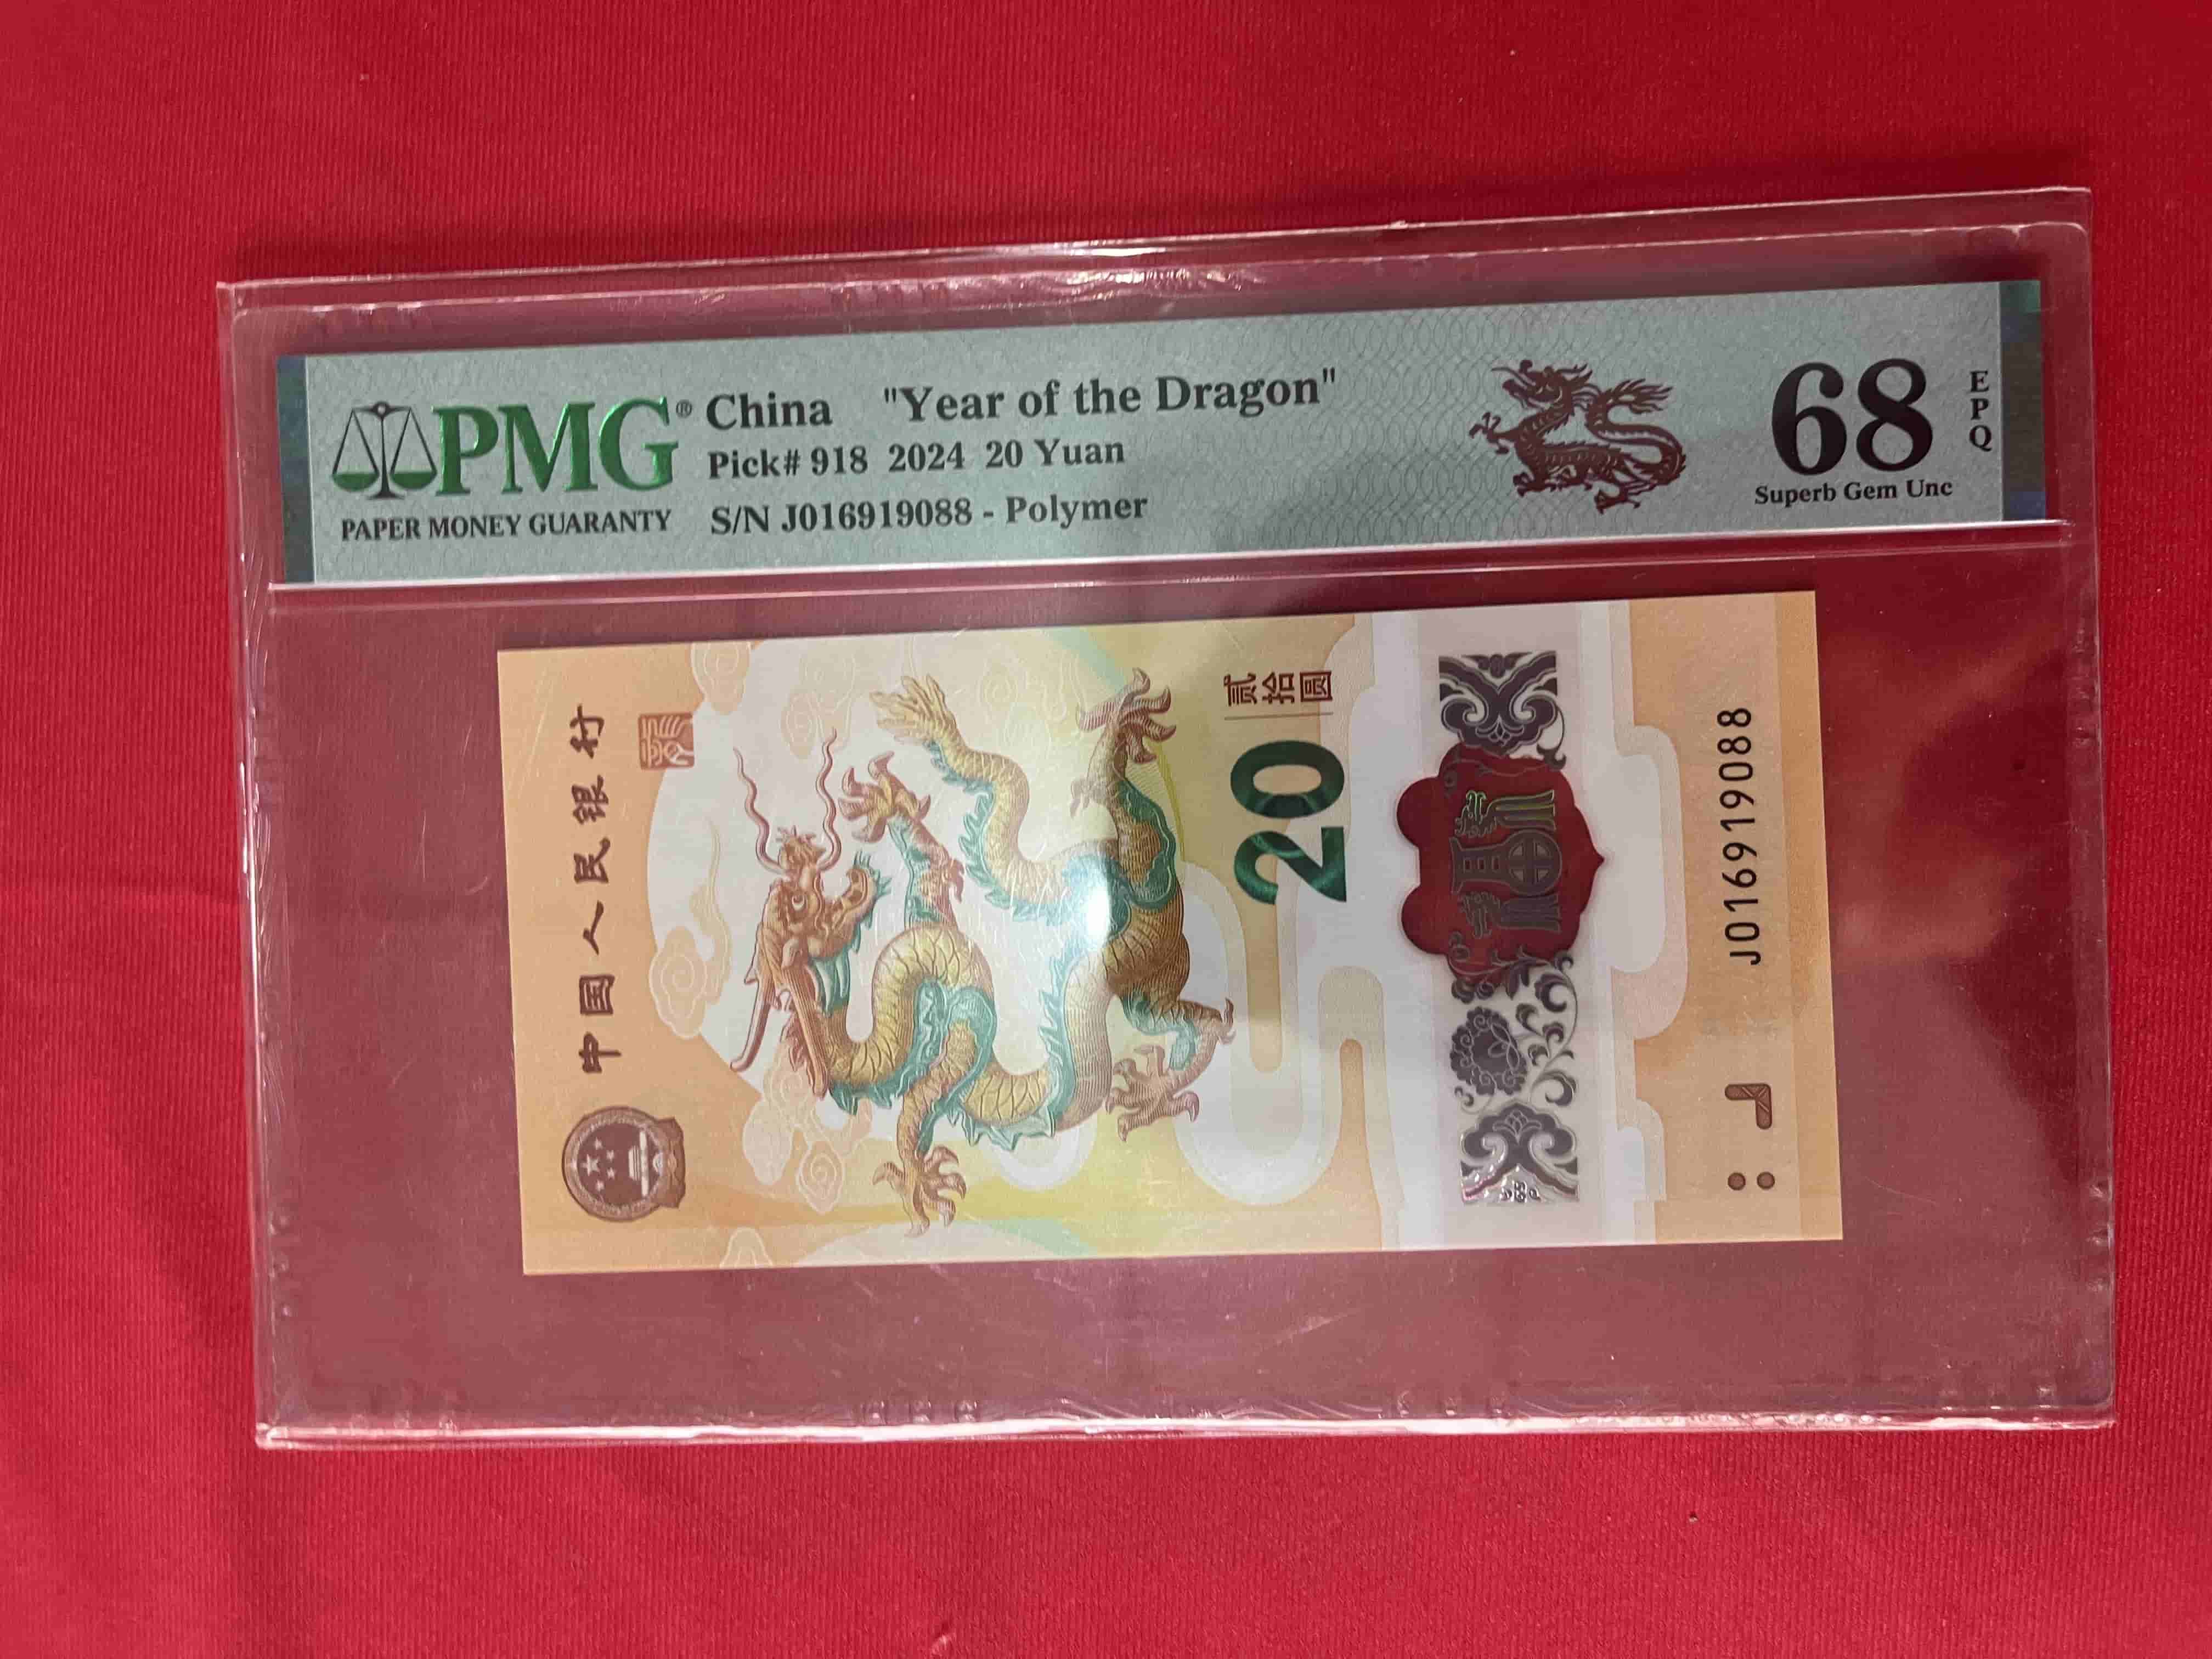 PMG®
PAPER MONEY GUARANTY
China "Year of the Dragon"
Pick# 918 2024 20 Yuan
S/N J016919088 - Polymer
68
EPQ
Superb Gem Unc
中国人民银行
20
贰拾圆
福
J016919088